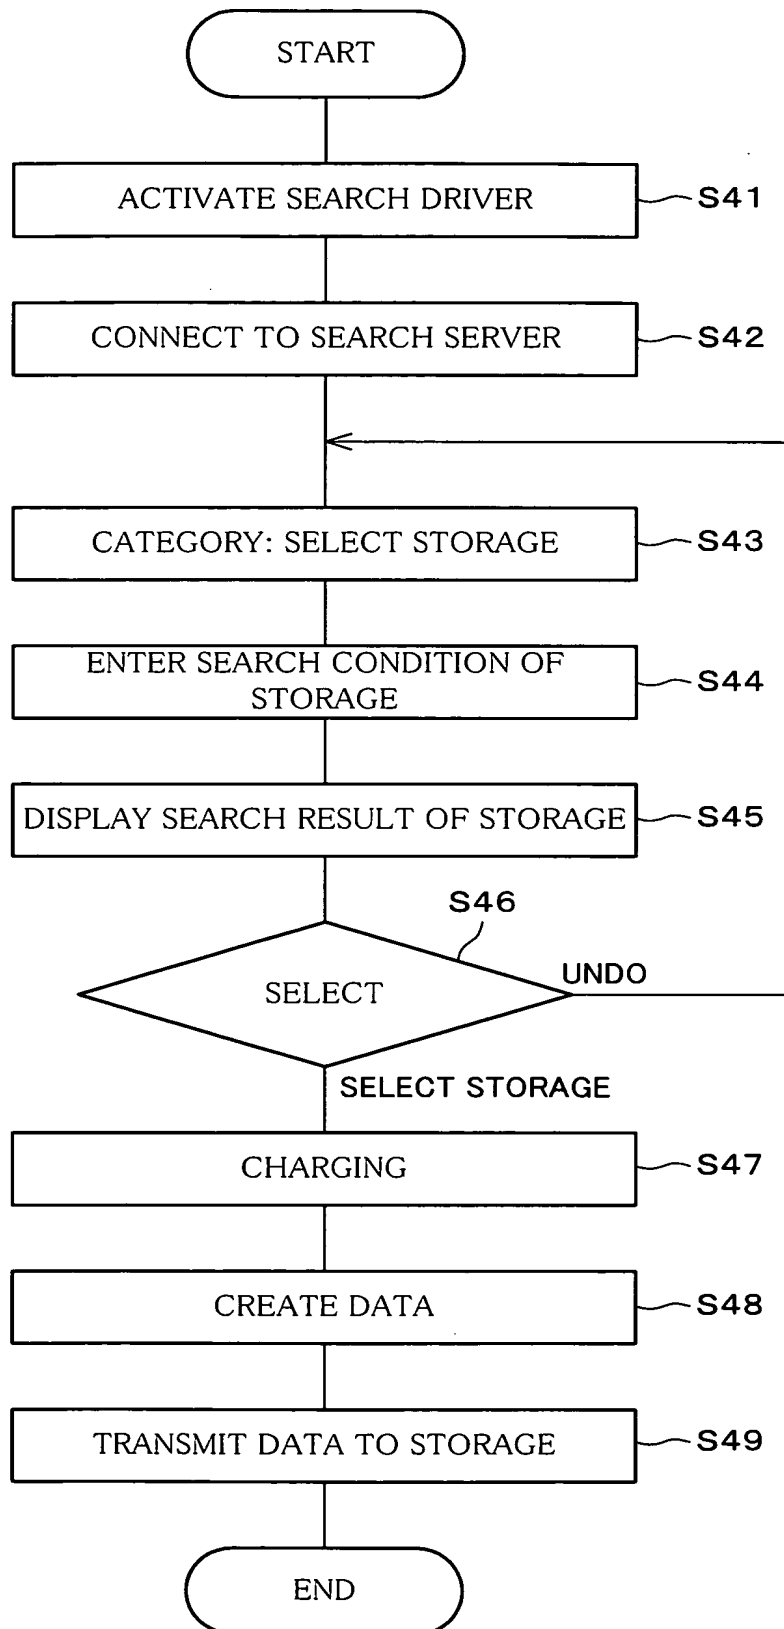 START
ACTIVATE SEARCH DRIVER
S41
CONNECT TO SEARCH SERVER
S42
CATEGORY: SELECT STORAGE
S43
ENTER SEARCH CONDITION OF
STORAGE
S44
DISPLAY SEARCH RESULT OF STORAGE
S45
S46
SELECT
UNDO
SELECT STORAGE
CHARGING
S47
CREATE DATA
S48
TRANSMIT DATA TO STORAGE
S49
END